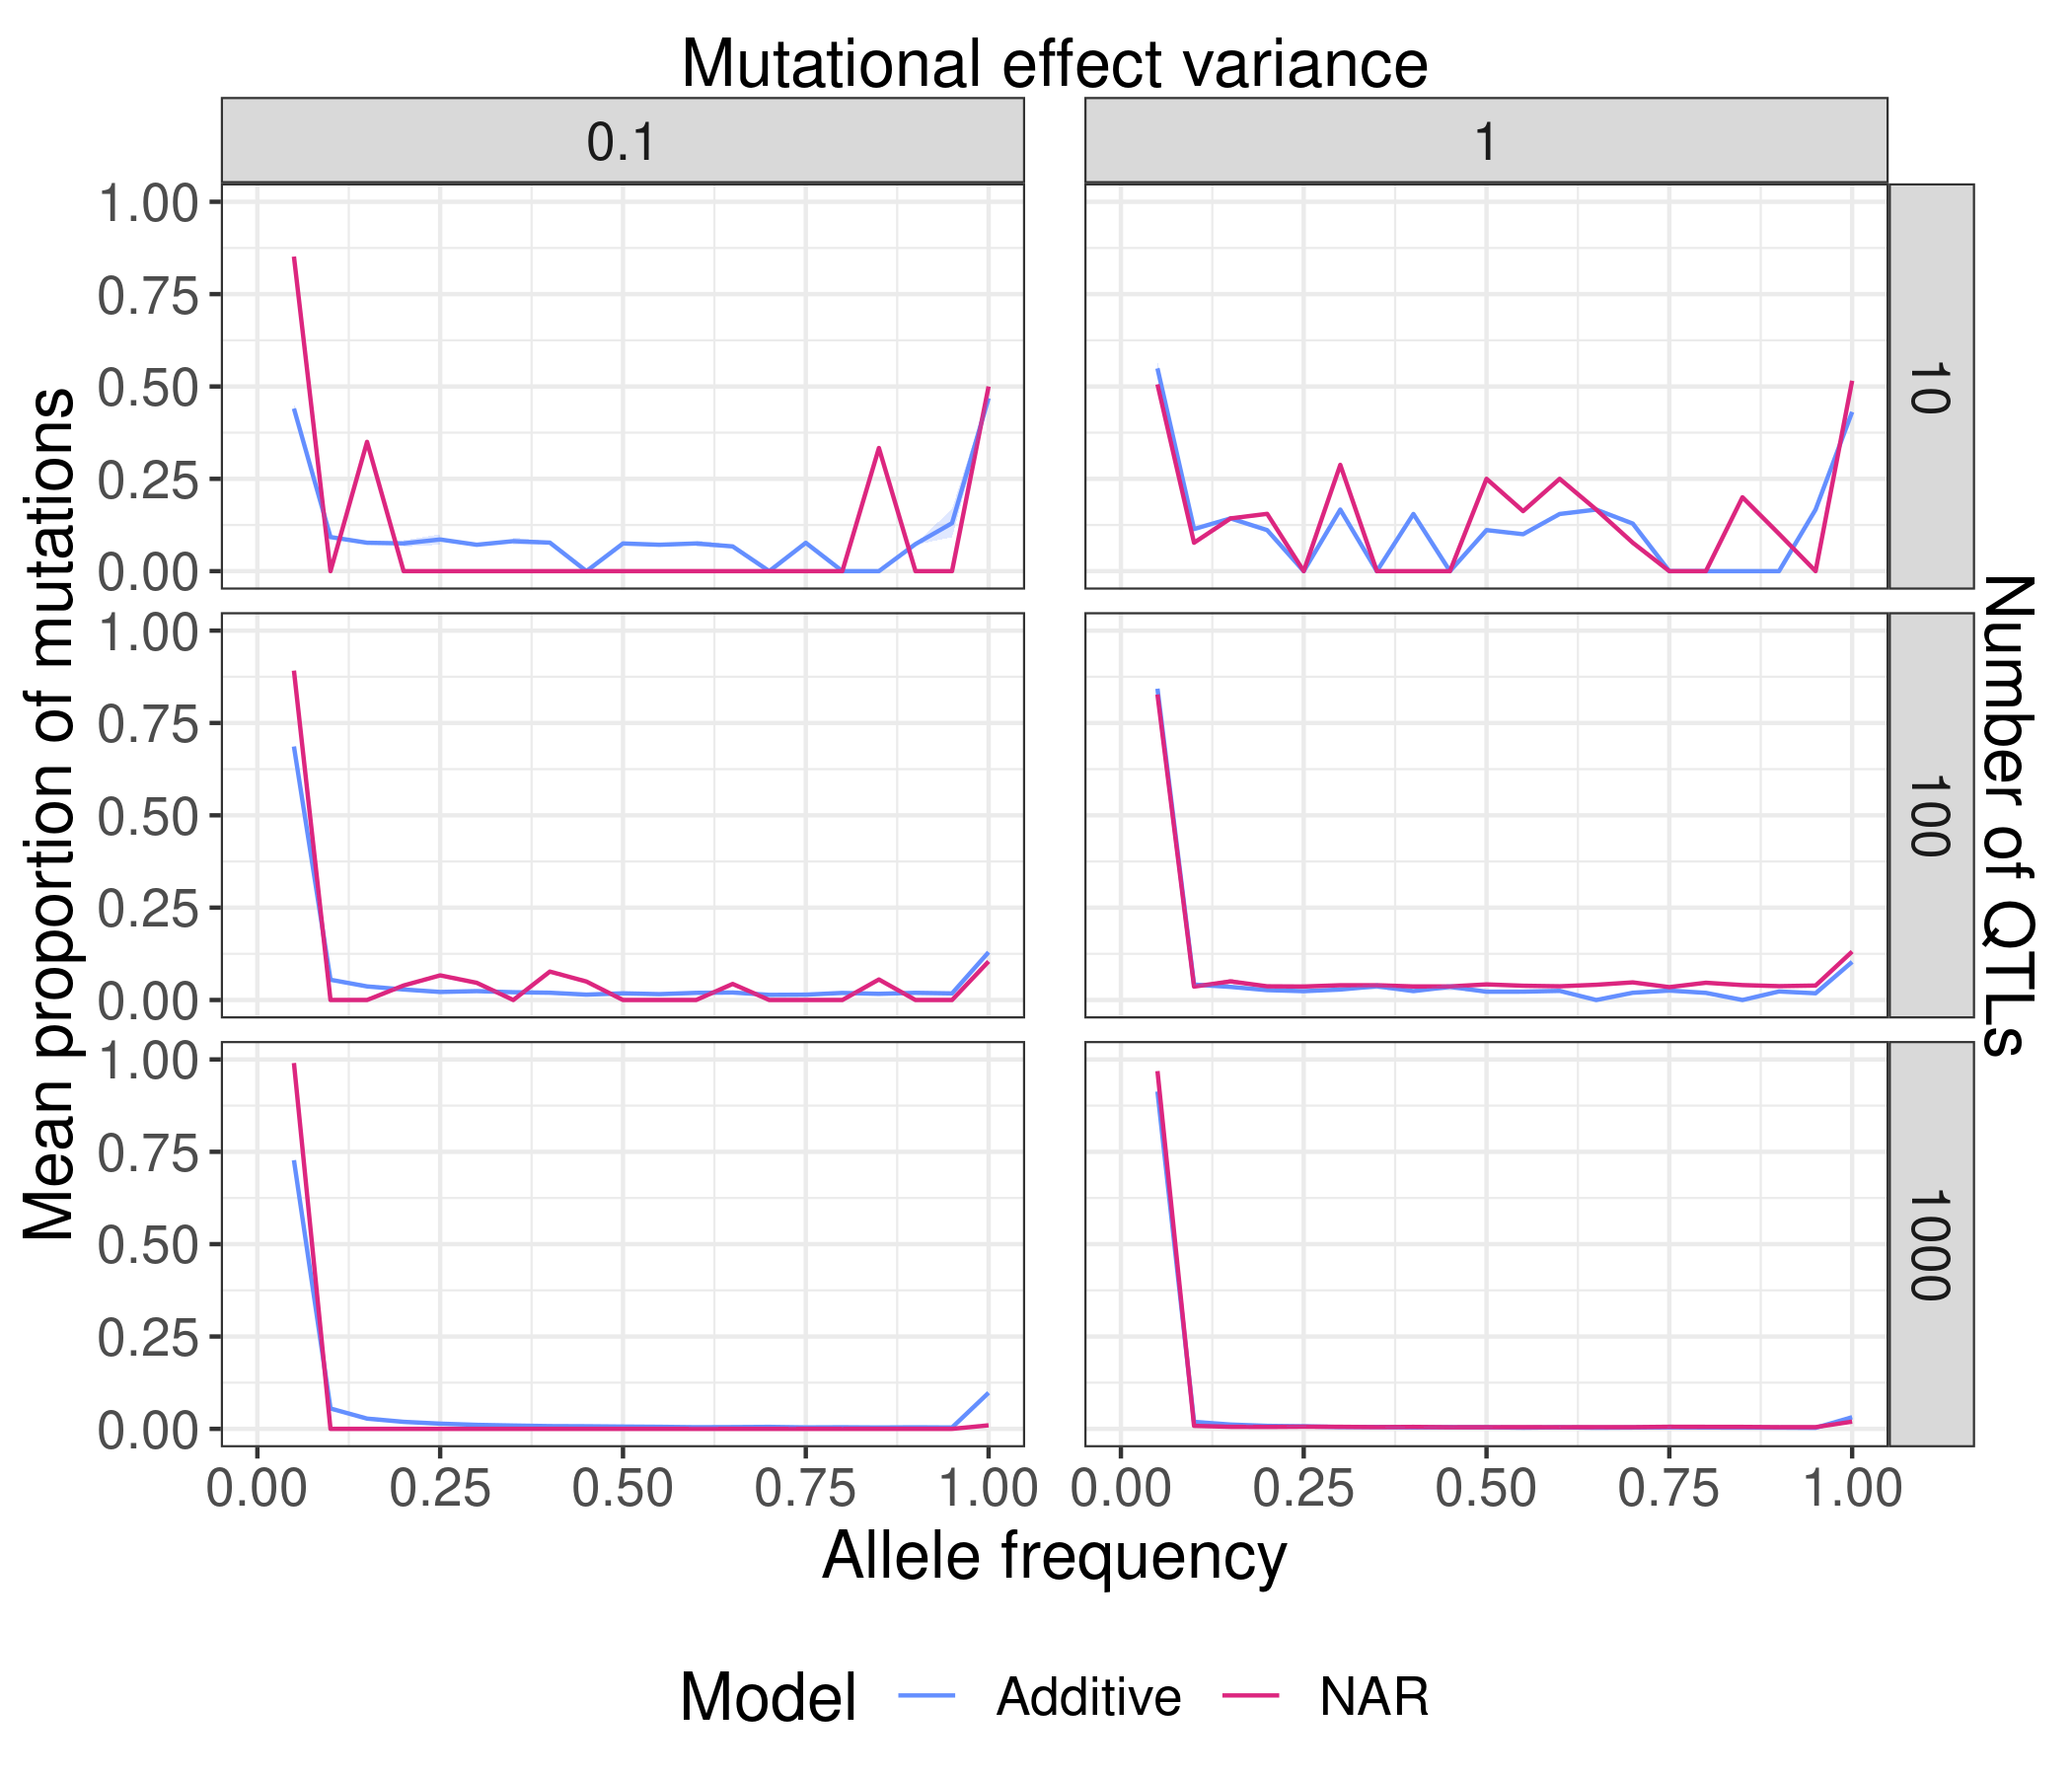 Mutational effect variance
0.1
1
1.00
0.75
0.50
0.25
0.00
10
1.00
0.75
0.50
0.25
0.00
100
1.00
0.75
0.50
0.25
0.00
1000
Mean proportion of mutations
Number of QTLs
0.00 0.25 0.50 0.75 1.00
0.00 0.25 0.50 0.75 1.00
Allele frequency
Model Additive NAR